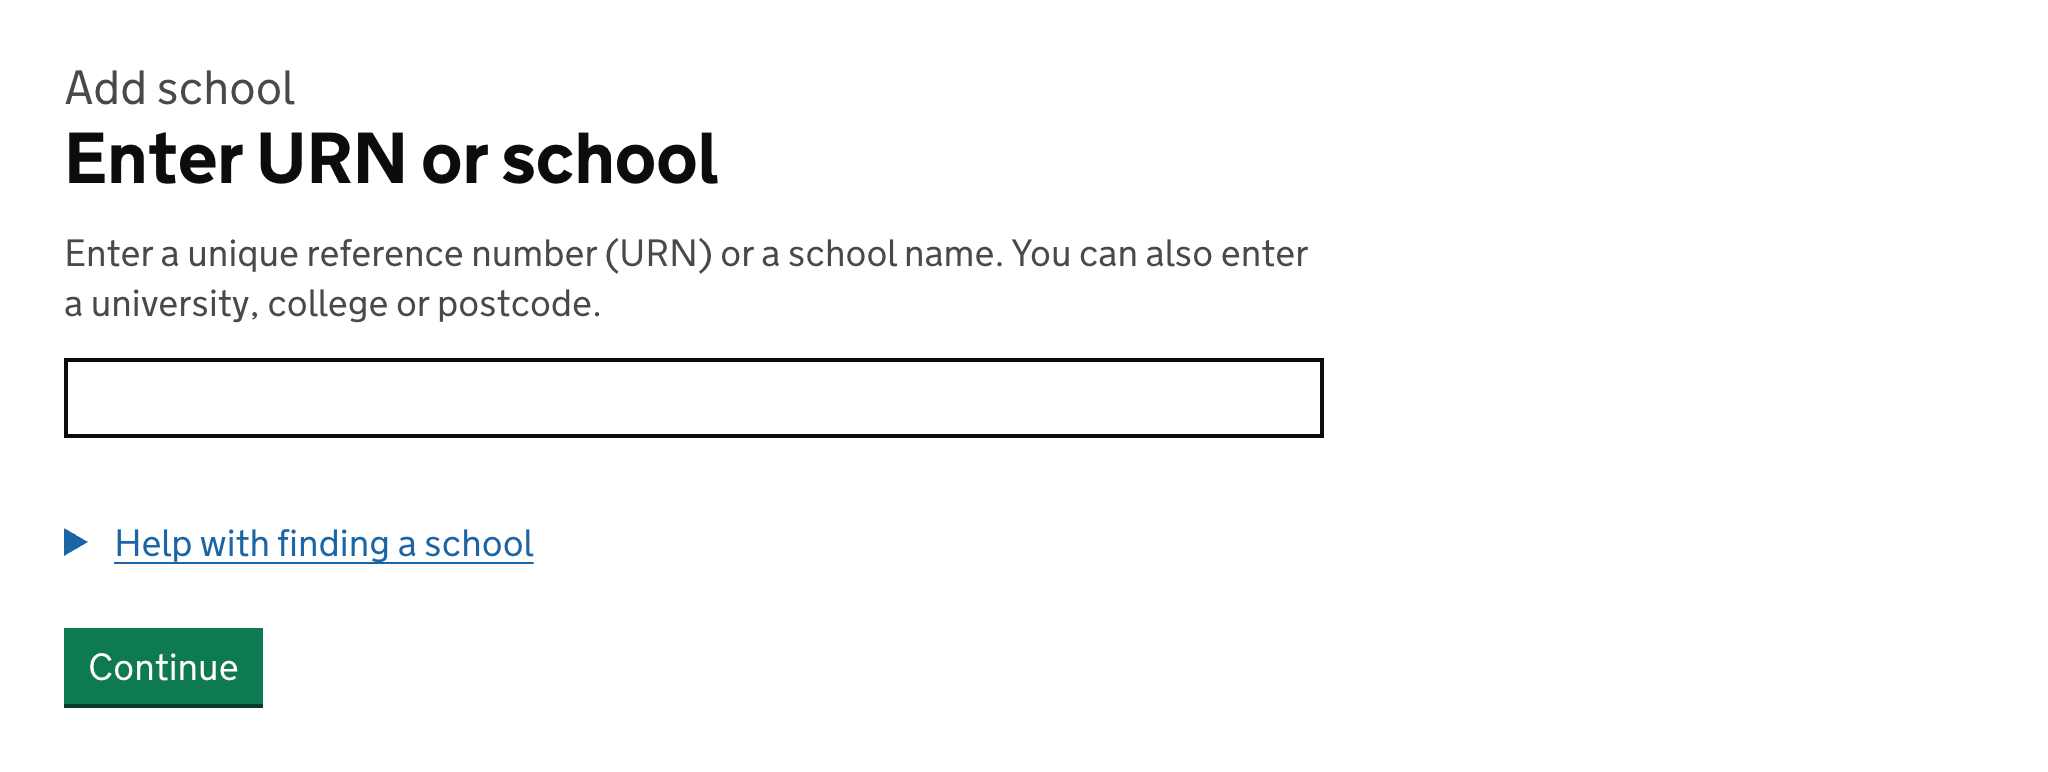 Add school
Enter URN or school
Enter a unique reference number (URN) or a school name. You can also enter
a university, college or postcode.
Help with finding a school
Continue